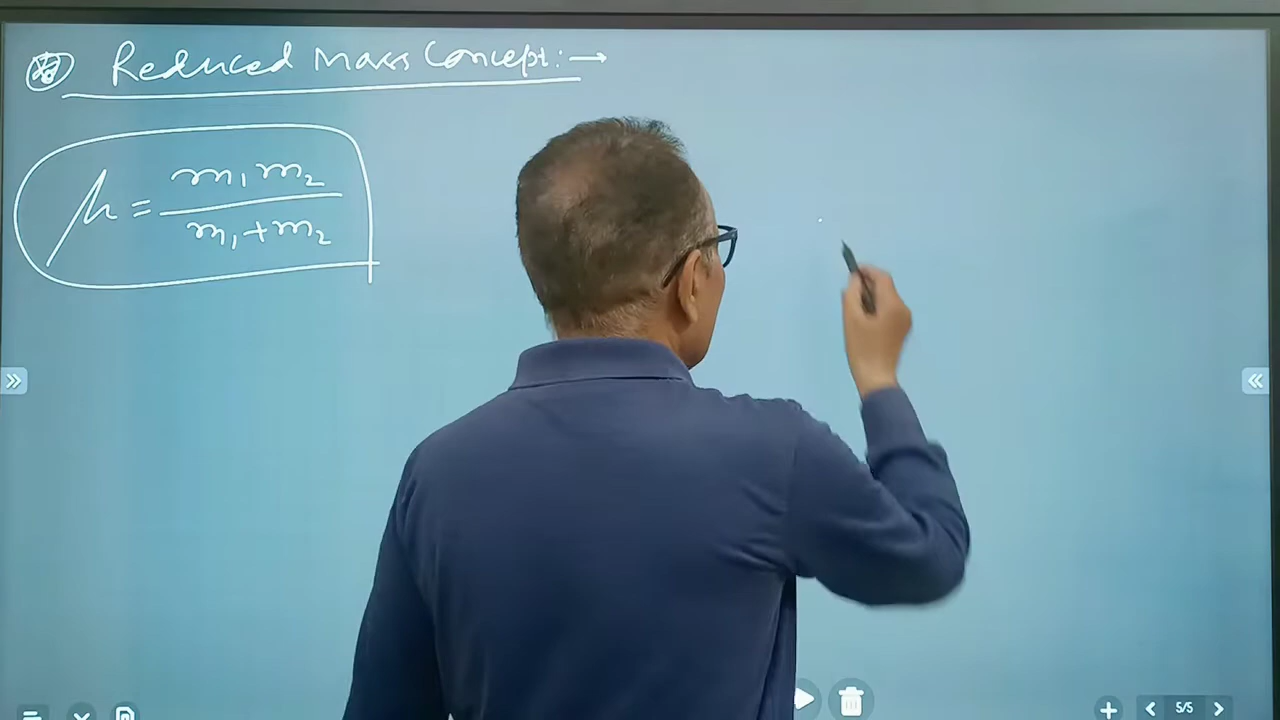 Reduced Mass Concept:→
μ = m₁m₂ / m₁+m₂
5/5